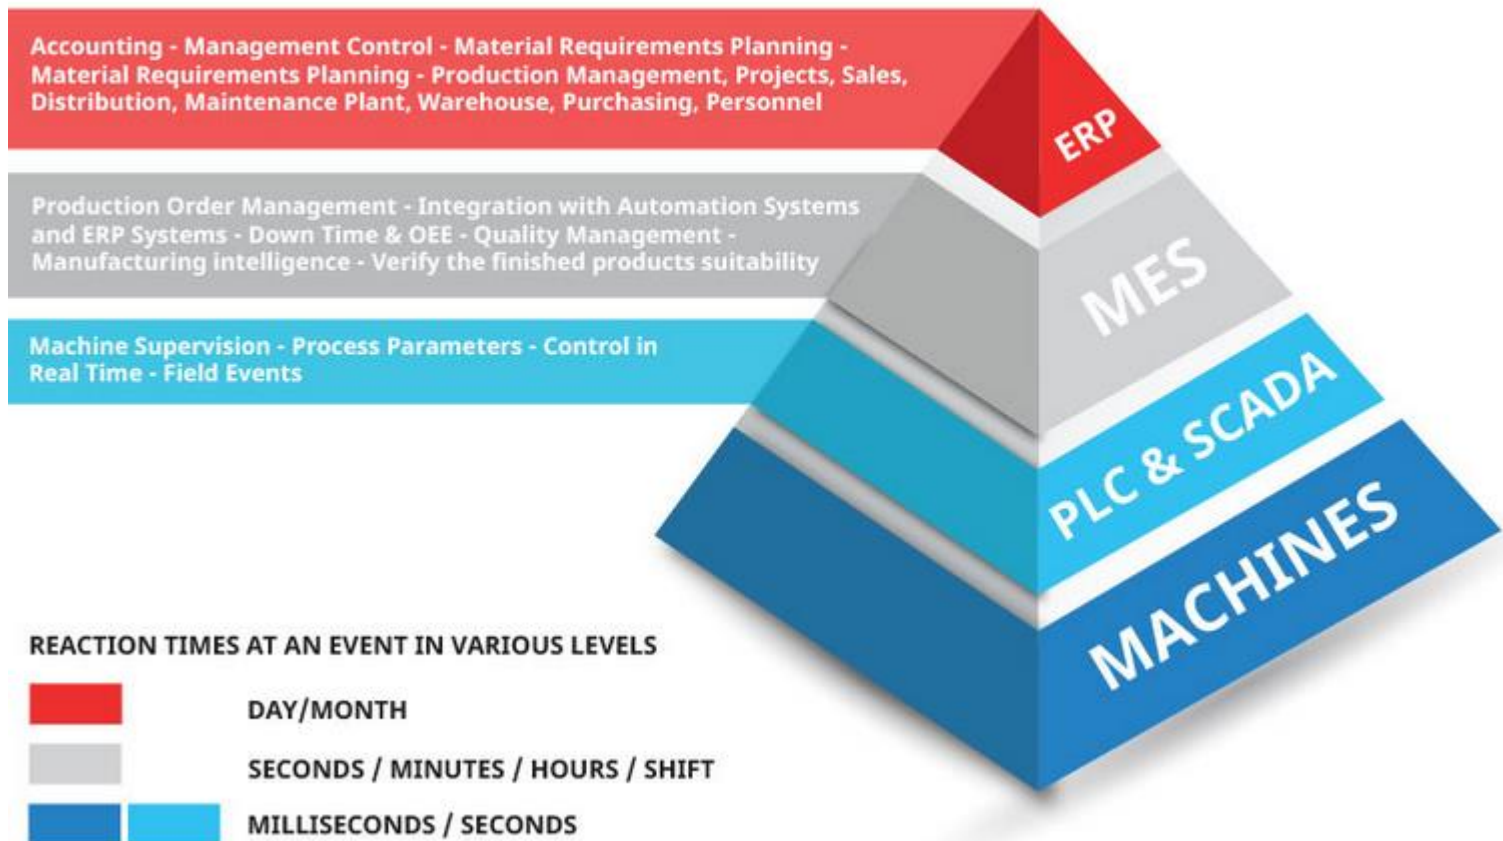 Accounting - Management Control - Material Requirements Planning -
Material Requirements Planning - Production Management, Projects, Sales,
Distribution, Maintenance Plant, Warehouse, Purchasing, Personnel
ERP
Production Order Management - Integration with Automation Systems
and ERP Systems - Down Time & OEE - Quality Management -
Manufacturing intelligence - Verify the finished products suitability
MES
Machine Supervision - Process Parameters - Control in
Real Time - Field Events
PLC & SCADA
MACHINES
REACTION TIMES AT AN EVENT IN VARIOUS LEVELS
DAY/MONTH
SECONDS / MINUTES / HOURS / SHIFT
MILLISECONDS / SECONDS